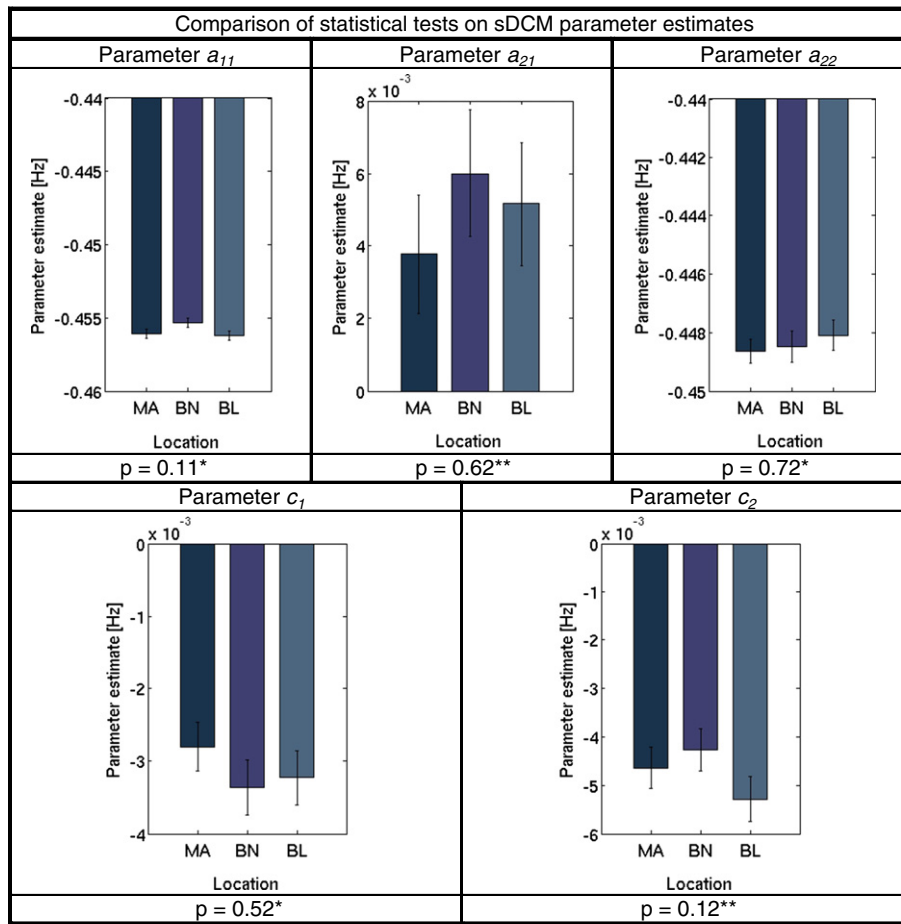 Comparison of statistical tests on sDCM parameter estimates
Parameter a11
Parameter a21
Parameter a22
-0.44
-0.445
-0.45
-0.455
-0.46
Parameter estimate [Hz]
MA BN BL
Location
x 10-3
8
6
4
2
0
Parameter estimate [Hz]
MA BN BL
Location
-0.44
-0.442
-0.444
-0.446
-0.448
-0.45
Parameter estimate [Hz]
MA BN BL
Location
p = 0.11*
p = 0.62**
p = 0.72*
Parameter c1
Parameter c2
x 10-3
0
-1
-2
-3
-4
Parameter estimate [Hz]
MA BN BL
Location
x 10-3
0
-1
-2
-3
-4
-5
-6
Parameter estimate [Hz]
MA BN BL
Location
p = 0.52*
p = 0.12**